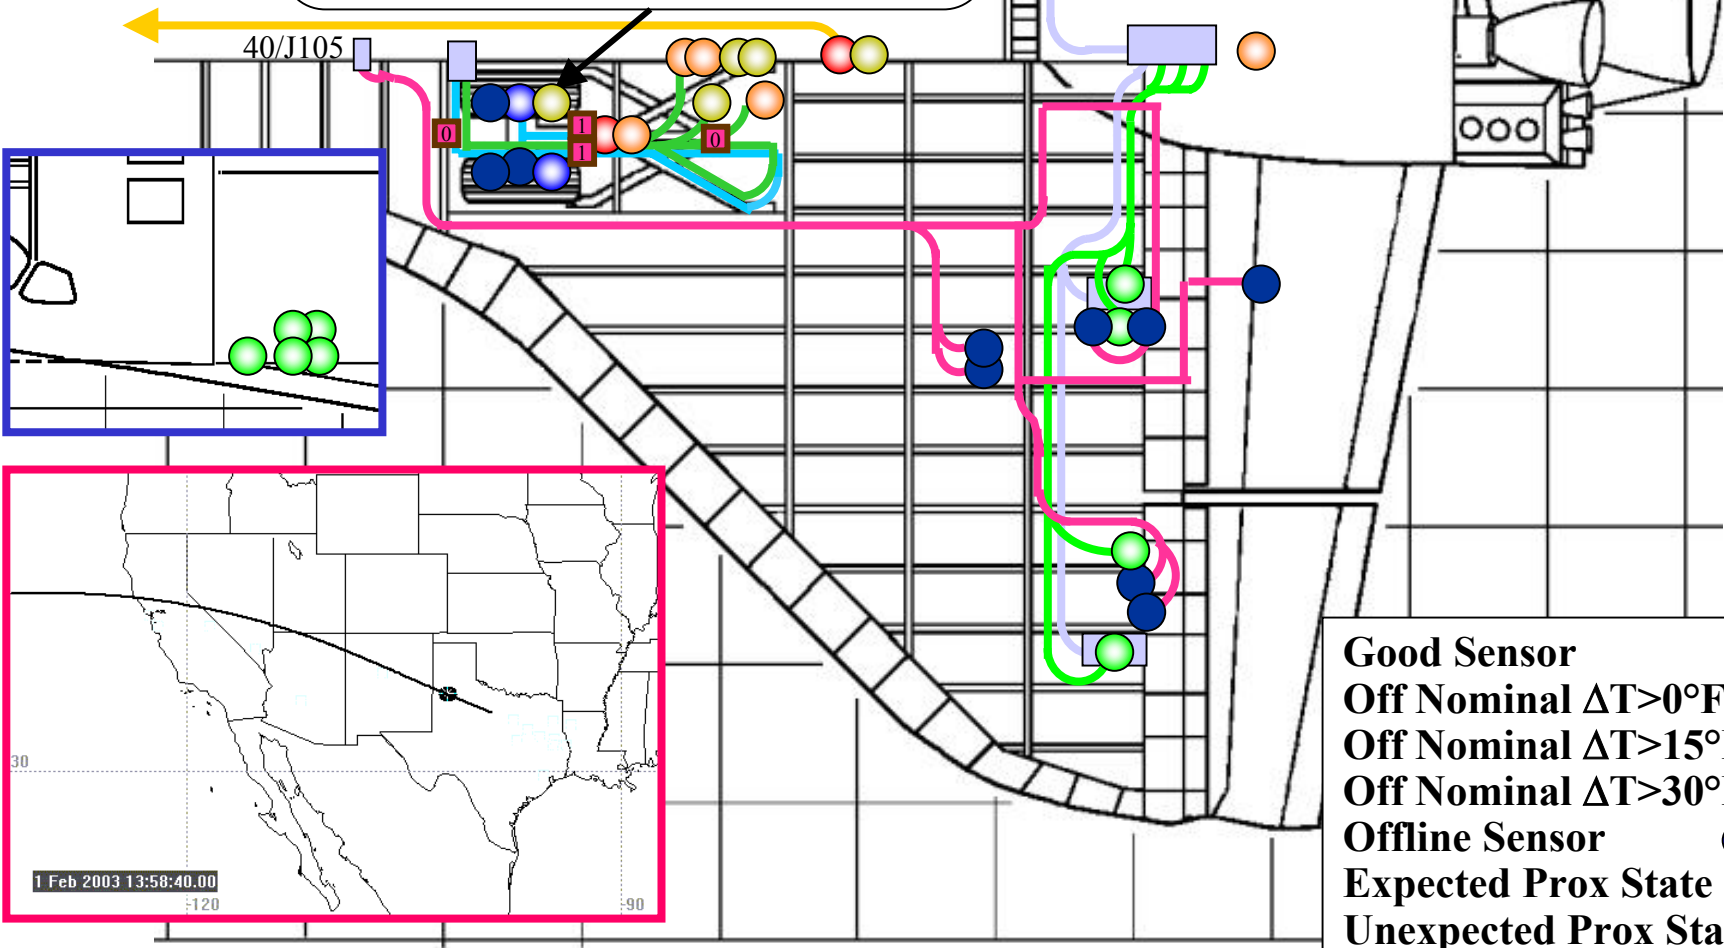 40/J105
0
1
1
0
30
1 Feb 2003 13:58:40.00
-120
-90
Good Sensor
Off Nominal ΔT>0°F
Off Nominal ΔT>15°
Off Nominal ΔT>30°
Offline Sensor
Expected Prox State
Unexpected Prox Sta